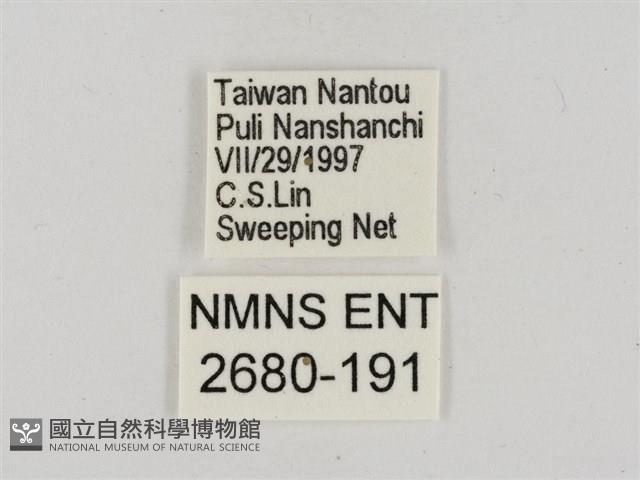 Taiwan Nantou
Puli Nanshanchi
VII/29/1997
C.S.Lin
Sweeping Net
NMNS ENT
2680-191
國立自然科學博物館
NATIONAL MUSEUM OF NATURAL SCIENCE